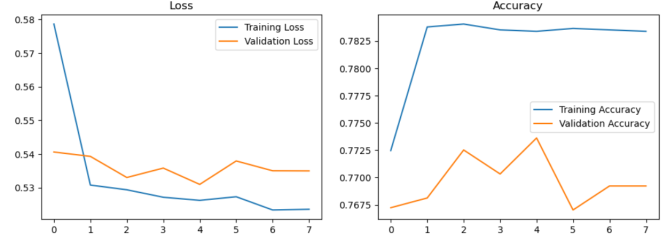 Loss
0.58
0.57
0.56
0.55
0.54
0.53
0 1 2 3 4 5 6 7
Training Loss
Validation Loss
Accuracy
0.7825
0.7800
0.7775
0.7750
0.7725
0.7700
0.7675
0 1 2 3 4 5 6 7
Training Accuracy
Validation Accuracy